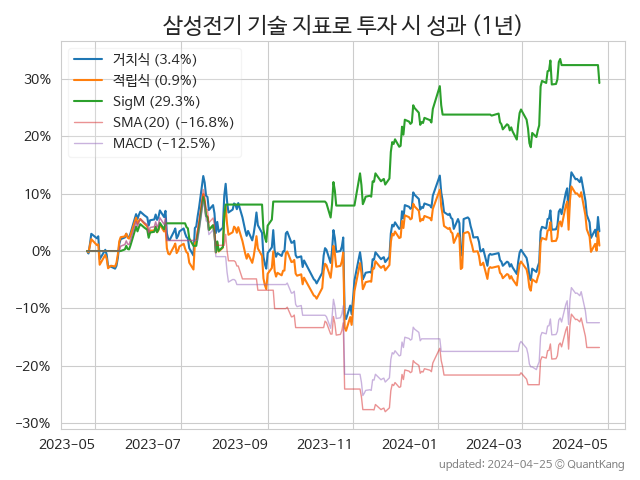 삼성전기 기술 지표로 투자 시 성과 (1년)
거치식 (3.4%)
적립식 (0.9%)
SigM (29.3%)
SMA(20) (−16.8%)
MACD (−12.5%)
30%
20%
10%
0%
−10%
−20%
−30%
2023-05 2023-07 2023-09 2023-11 2024-01 2024-03 2024-05
updated: 2024-04-25 © QuantKang